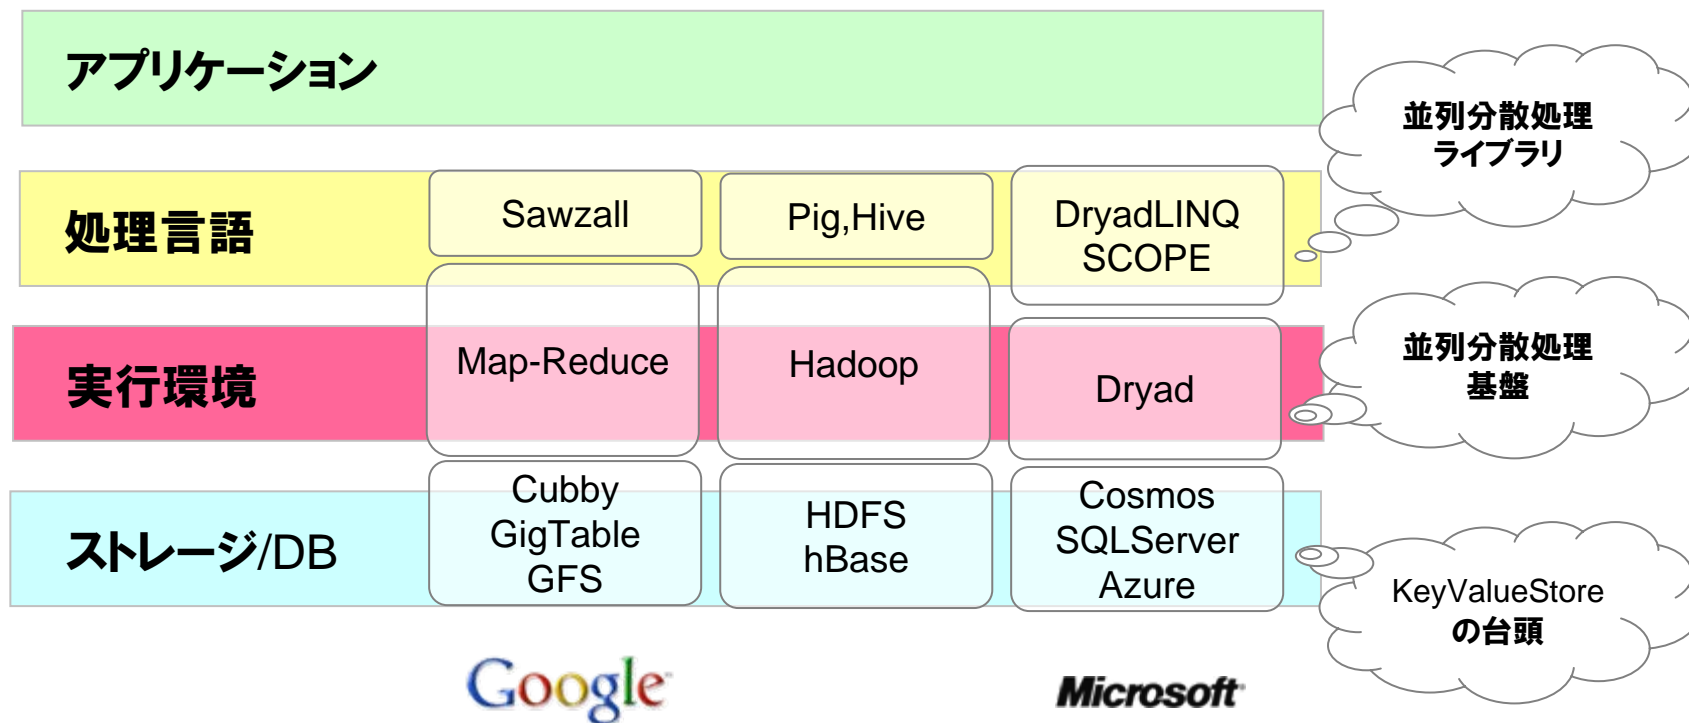 アプリケーション
並列分散処理
ライブラリ
処理言語
Sawzall
Pig,Hive
DryadLINQ
SCOPE
実行環境
Map-Reduce
Hadoop
Dryad
並列分散処理
基盤
ストレージ/DB
Cubby
GigTable
GFS
HDFS
hBase
Cosmos
SQLServer
Azure
KeyValueStore
の台頭
Google
Microsoft